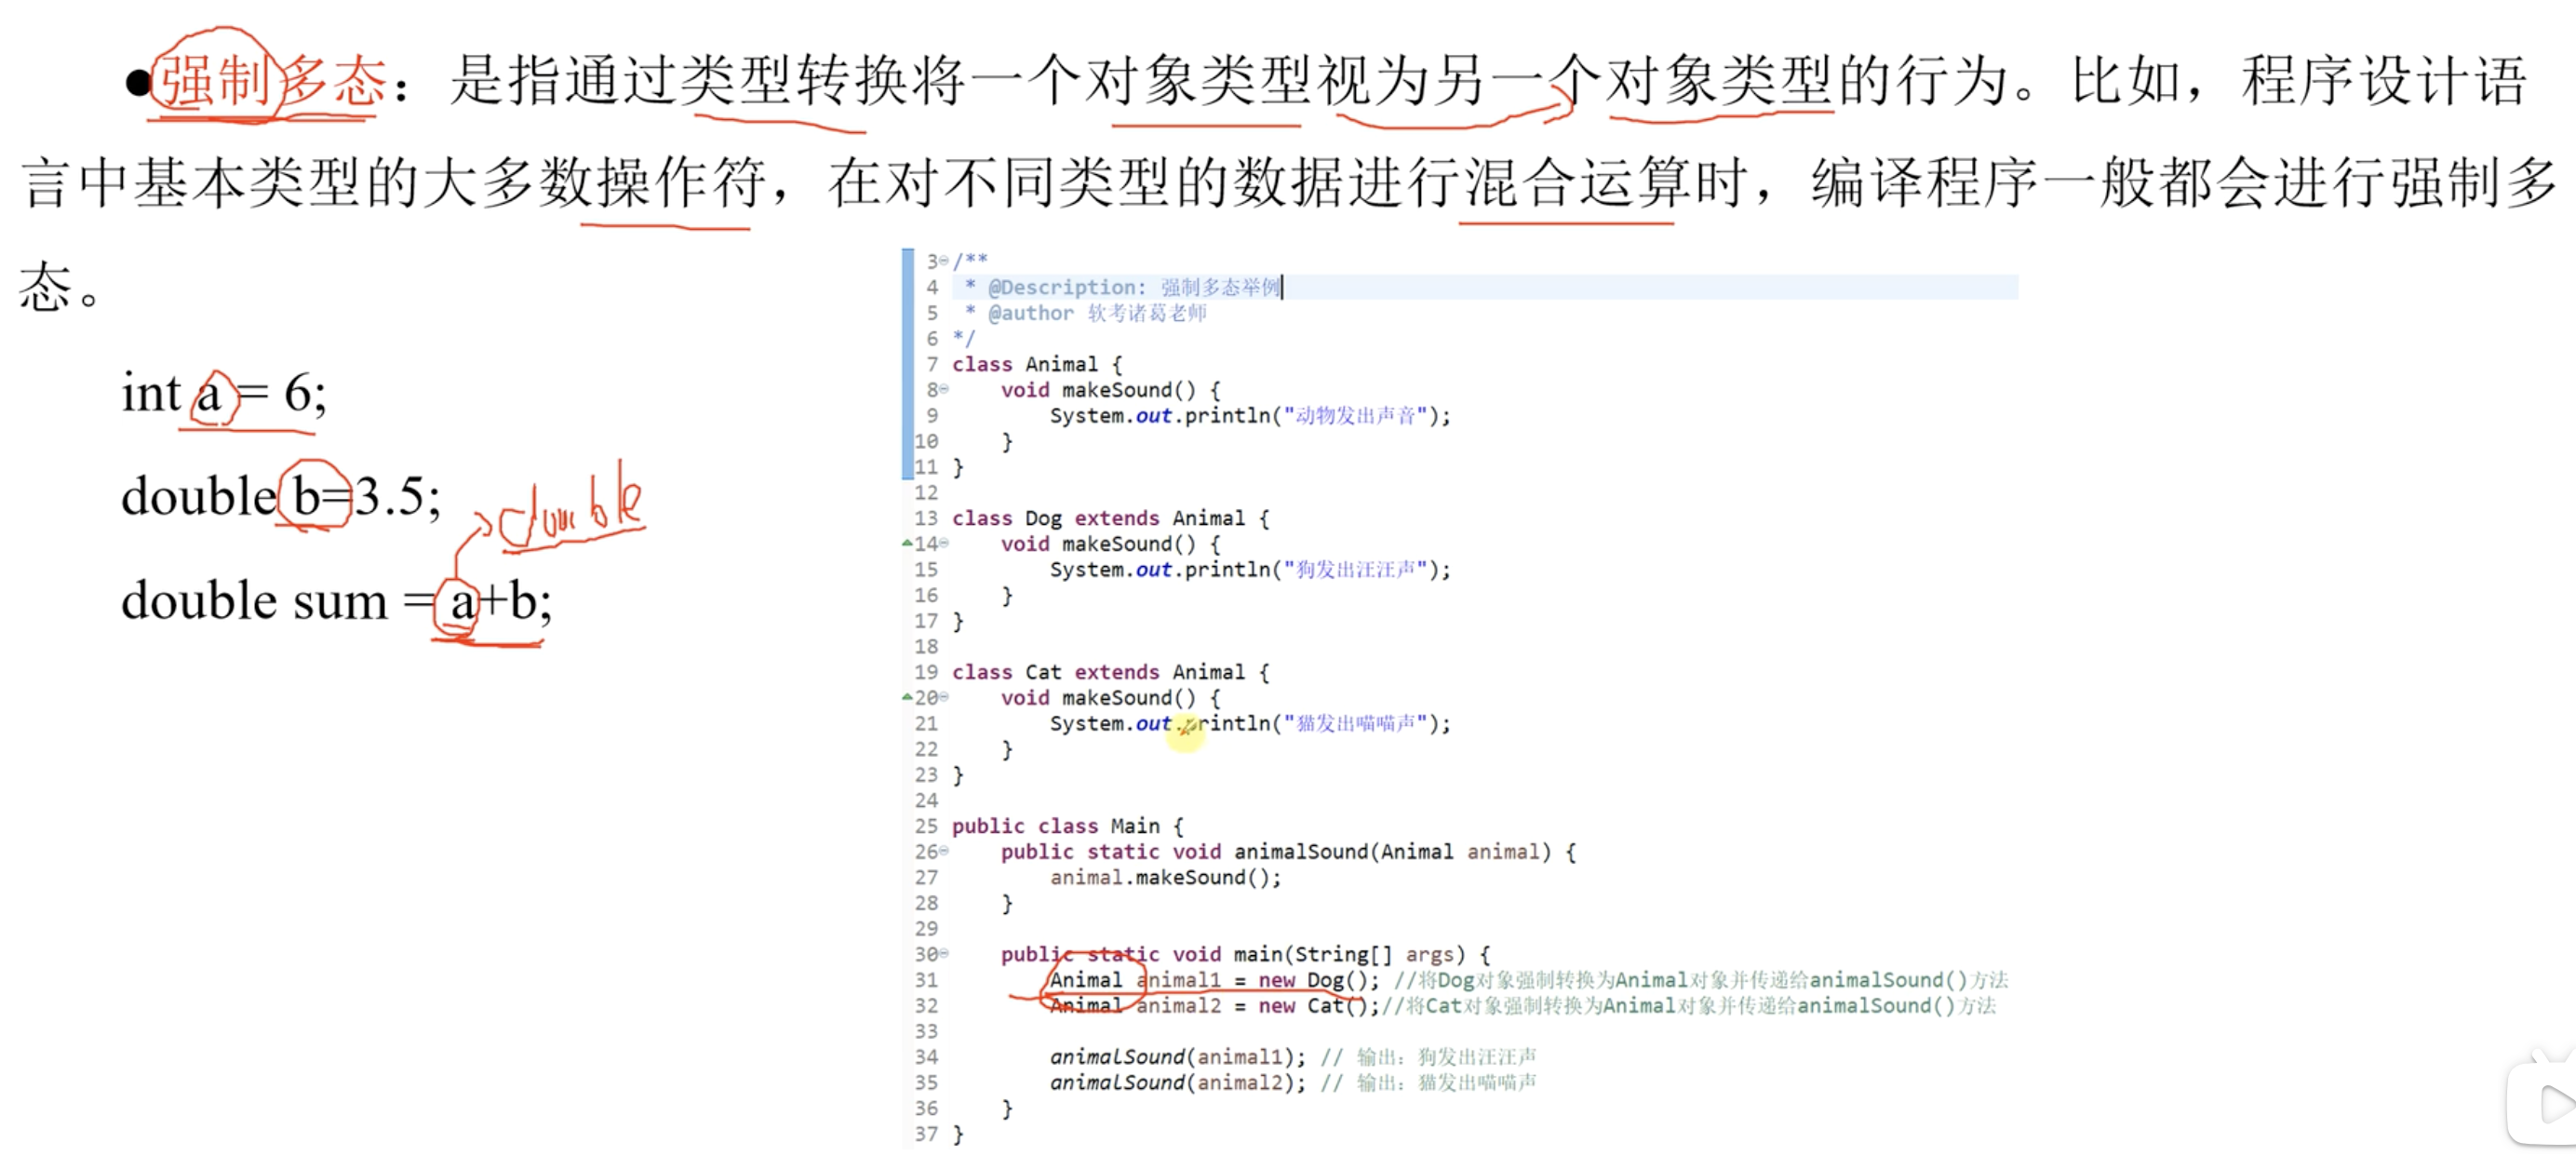 ●强制多态：是指通过类型转换将一个对象类型视为另一个对象类型的行为。比如，程序设计语
言中基本类型的大多数操作符，在对不同类型的数据进行混合运算时，编译程序一般都会进行强制多
态。
int a = 6;
double b=3.5;
double
double sum = a+b;
3 /**
4 * @Description: 强制多态举例
5 * @author 软考诸葛老师
6 */
7 class Animal {
8 void makeSound() {
9 System.out.println("动物发出声音");
10 }
11 }
12
13 class Dog extends Animal {
14 void makeSound() {
15 System.out.println("狗发出汪汪声");
16 }
17 }
18
19 class Cat extends Animal {
20 void makeSound() {
21 System.out.println("猫发出喵喵声");
22 }
23 }
24
25 public class Main {
26 public static void animalSound(Animal animal) {
27 animal.makeSound();
28 }
29
30 public static void main(String[] args) {
31 Animal animal1 = new Dog(); //将Dog对象强制转换为Animal对象并传递给animalSound()方法
32 Animal animal2 = new Cat();//将Cat对象强制转换为Animal对象并传递给animalSound()方法
33
34 animalSound(animal1); // 输出：狗发出汪汪声
35 animalSound(animal2); // 输出：猫发出喵喵声
36 }
37 }